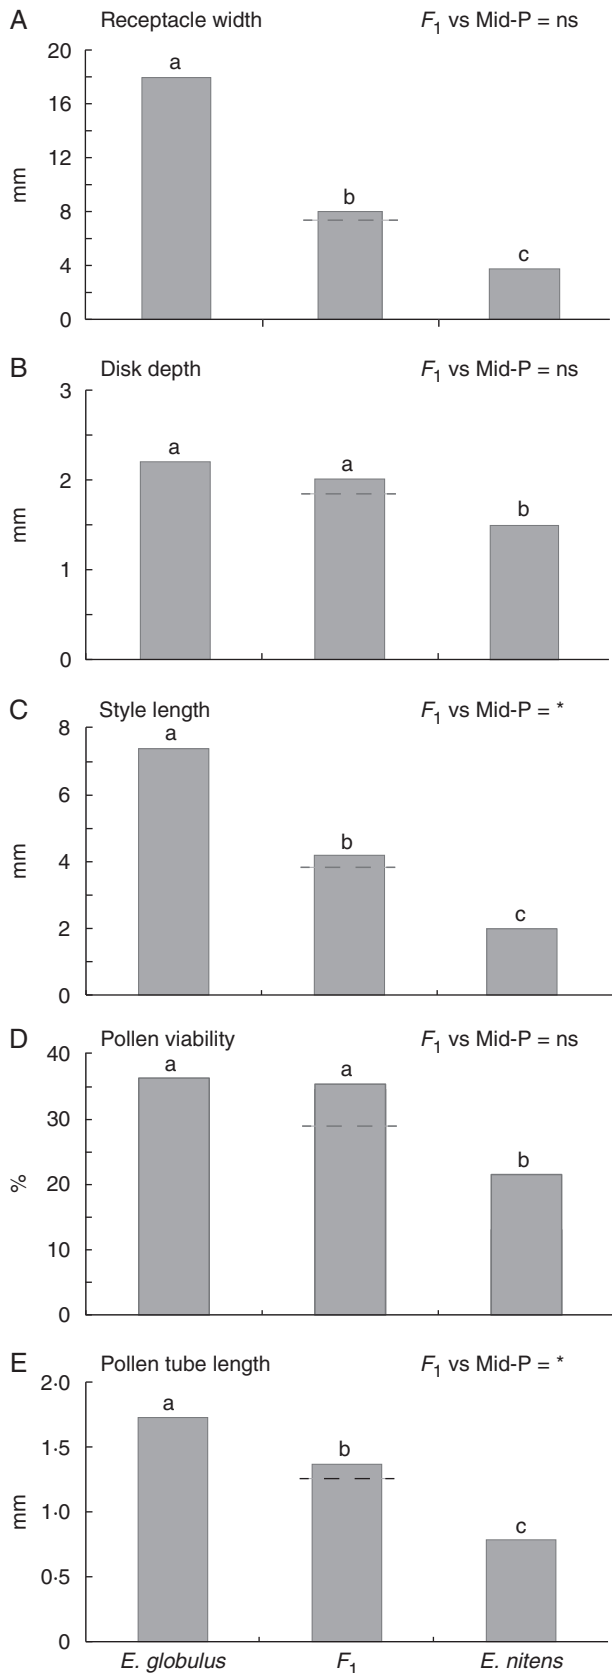 A Receptacle width F1 vs Mid-P = ns
20
16
12
8
4
0
mm
a
b
c
B Disk depth F1 vs Mid-P = ns
3
2
1
0
mm
a
a
b
C Style length F1 vs Mid-P = *
8
6
4
2
0
mm
a
b
c
D Pollen viability F1 vs Mid-P = ns
40
30
20
10
0
%
a
a
b
E Pollen tube length F1 vs Mid-P = *
2·0
1·5
1·0
0·5
0
mm
a
b
c
E. globulus F1 E. nitens